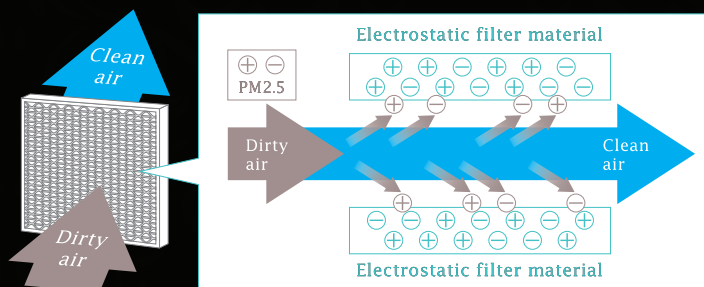 Clean
air
Dirty
air
Electrostatic filter material
PM2.5
Dirty
air
Clean
air
Electrostatic filter material